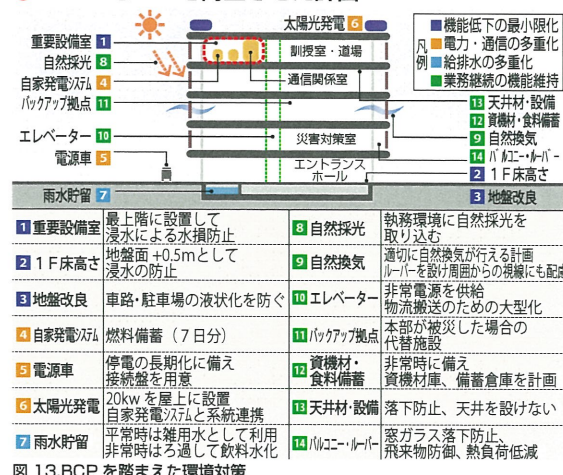 太陽光発電 6
重要設備室 1
自然採光 8
自家発電システム 4
バックアップ拠点 11
エレベーター 10
電源車 5
雨水貯留 7
訓授室・道場
通信関係室
災害対策室
エントランス
ホール
凡例
機能低下の最小限化
電力・通信の多重化
給排水の多重化
業務継続の機能維持
13 天井材・設備
12 資機材・食料備蓄
9 自然換気
14 バルコニー・ルーバー
2 1F床高さ
3 地盤改良
1 重要設備室 最上階に設置して
浸水による水損防止
2 1F床高さ 地盤面+0.5mとして
浸水の防止
3 地盤改良 車路・駐車場の液状化を防ぐ
4 自家発電システム 燃料備蓄(7日分)
5 電源車 停電の長期化に備え
接続盤を用意
6 太陽光発電 20kwを屋上に設置
自家発電システムと系統連携
7 雨水貯留 平常時は雑用水として利用
非常時はろ過して飲料水化
8 自然採光 執務環境に自然採光を
取り込む
9 自然換気 適切に自然換気が行える計画
ルーバーを設け周囲からの視線にも配慮
10 エレベーター 非常電源を供給
物流搬送のための大型化
11 バックアップ拠点 本部が被災した場合の
代替施設
12 資機材・
食料備蓄 非常時に備え
資機材庫、備蓄倉庫を計画
13 天井材・設備 落下防止、天井を設けない
14 バルコニー・ルーバー 窓ガラス落下防止、
飛来物防御、熱負荷低減
図 13 BCPを踏まえた環境対策